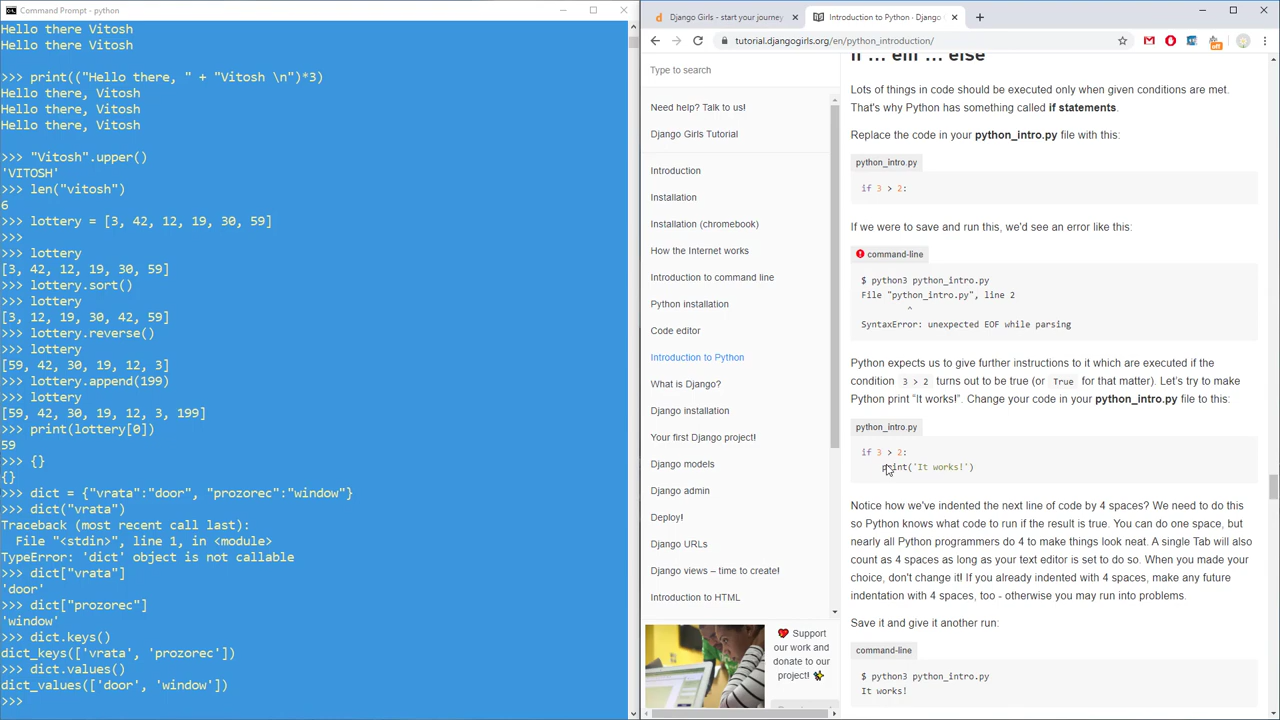 Command Prompt - python
Hello there Vitosh
Hello there Vitosh
>>> print(("Hello there, " + "Vitosh \n")*3)
Hello there, Vitosh
Hello there, Vitosh
Hello there, Vitosh
>>> "Vitosh".upper()
'VITOSH'
>>> len("vitosh")
6
>>> lottery = [3, 42, 12, 19, 30, 59]
>>>
>>> lottery
[3, 42, 12, 19, 30, 59]
>>> lottery.sort()
>>> lottery
[3, 12, 19, 30, 42, 59]
>>> lottery.reverse()
>>> lottery
[59, 42, 30, 19, 12, 3]
>>> lottery.append(199)
>>> lottery
[59, 42, 30, 19, 12, 3, 199]
>>> print(lottery[0])
59
>>> {}
{}
>>> dict = {"vrata":"door", "prozorec":"window"}
>>> dict("vrata")
Traceback (most recent call last):
File "<stdin>", line 1, in <module>
TypeError: 'dict' object is not callable
>>> dict["vrata"]
'door'
>>> dict["prozorec"]
'window'
>>> dict.keys()
dict_keys(['vrata', 'prozorec'])
>>> dict.values()
dict_values(['door', 'window'])
>>>
Django Girls - start your journey
Introduction to Python · Django
tutorial.djangogirls.org/en/python_introduction/
off
Type to search
Need help? Talk to us!
Django Girls Tutorial
Introduction
Installation
Installation (chromebook)
How the Internet works
Introduction to command line
Python installation
Code editor
Introduction to Python
What is Django?
Django installation
Your first Django project!
Django models
Django admin
Deploy!
Django URLs
Django views – time to create!
Introduction to HTML
Support
our work and
donate to our
project!
If … elif … else
Lots of things in code should be executed only when given conditions are met.
That's why Python has something called if statements.
Replace the code in your python_intro.py file with this:
python_intro.py
if 3 > 2:
If we were to save and run this, we'd see an error like this:
command-line
$ python3 python_intro.py
File "python_intro.py", line 2
^
SyntaxError: unexpected EOF while parsing
Python expects us to give further instructions to it which are executed if the
condition 3 > 2 turns out to be true (or True for that matter). Let's try to make
Python print “It works!”. Change your code in your python_intro.py file to this:
python_intro.py
if 3 > 2:
print('It works!')
Notice how we've indented the next line of code by 4 spaces? We need to do this
so Python knows what code to run if the result is true. You can do one space, but
nearly all Python programmers do 4 to make things look neat. A single Tab will also
count as 4 spaces as long as your text editor is set to do so. When you made your
choice, don't change it! If you already indented with 4 spaces, make any future
indentation with 4 spaces, too - otherwise you may run into problems.
Save it and give it another run:
command-line
$ python3 python_intro.py
It works!